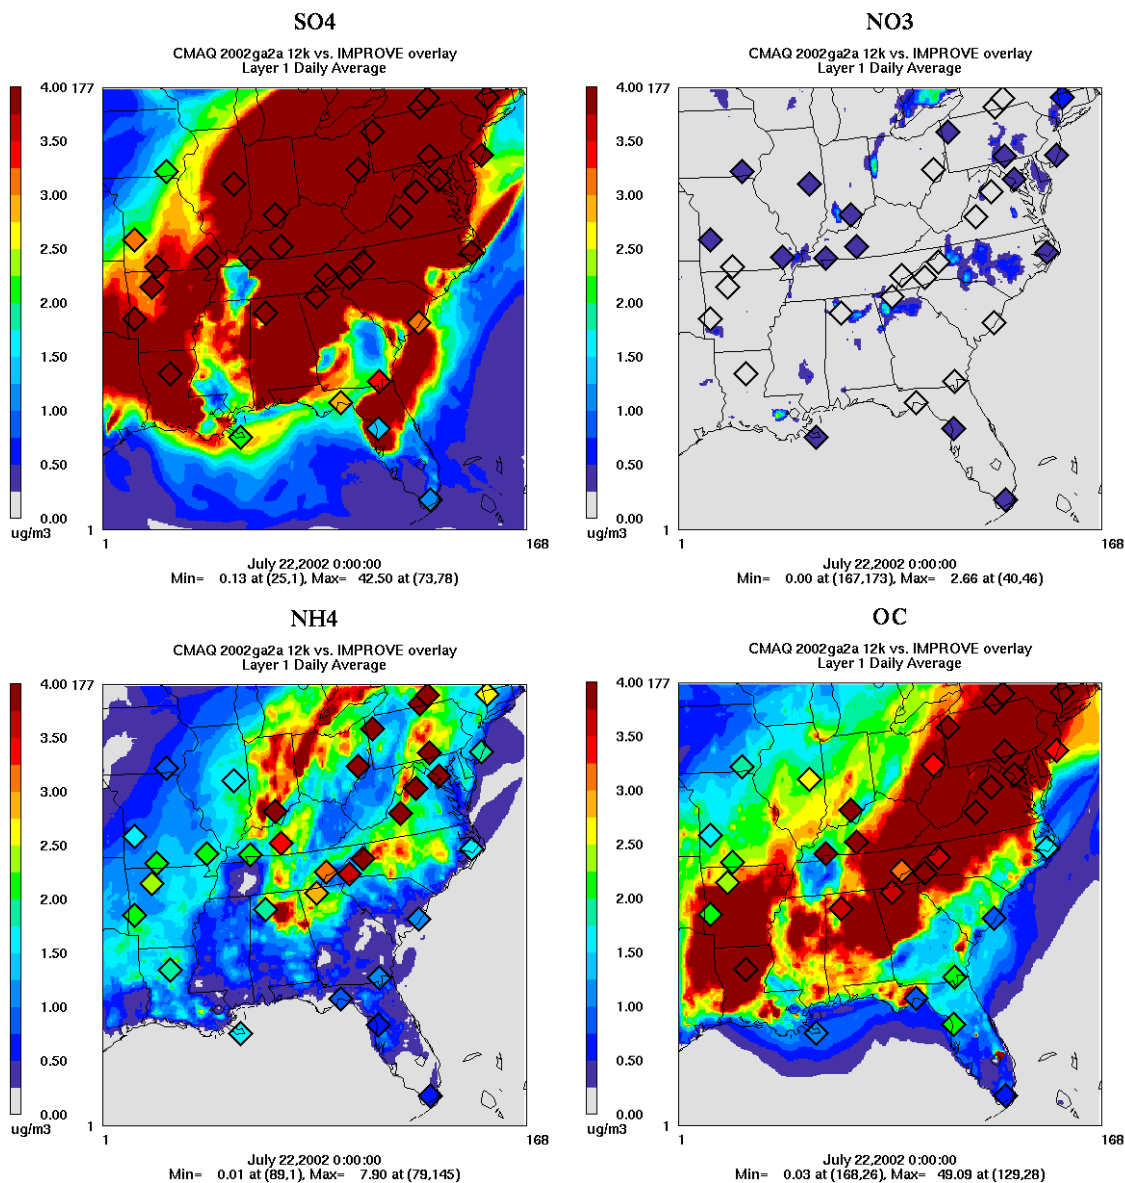 SO4
CMAQ 2002ga2a 12k vs. IMPROVE overlay
Layer 1 Daily Average
4.00 177
3.50
3.00
2.50
2.00
1.50
1.00
0.50
0.00
ug/m3
1
1 168
July 22,2002 0:00:00
Min= 0.13 at (25,1), Max= 42.50 at (73,78)
NO3
CMAQ 2002ga2a 12k vs. IMPROVE overlay
Layer 1 Daily Average
4.00 177
3.50
3.00
2.50
2.00
1.50
1.00
0.50
0.00
ug/m3
1
1 168
July 22,2002 0:00:00
Min= 0.00 at (167,173), Max= 2.66 at (40,46)
NH4
CMAQ 2002ga2a 12k vs. IMPROVE overlay
Layer 1 Daily Average
4.00 177
3.50
3.00
2.50
2.00
1.50
1.00
0.50
0.00
ug/m3
1
1 168
July 22,2002 0:00:00
Min= 0.01 at (89,1), Max= 7.90 at (79,145)
OC
CMAQ 2002ga2a 12k vs. IMPROVE overlay
Layer 1 Daily Average
4.00 177
3.50
3.00
2.50
2.00
1.50
1.00
0.50
0.00
ug/m3
1
1 168
July 22,2002 0:00:00
Min= 0.03 at (168,26), Max= 49.09 at (129,28)